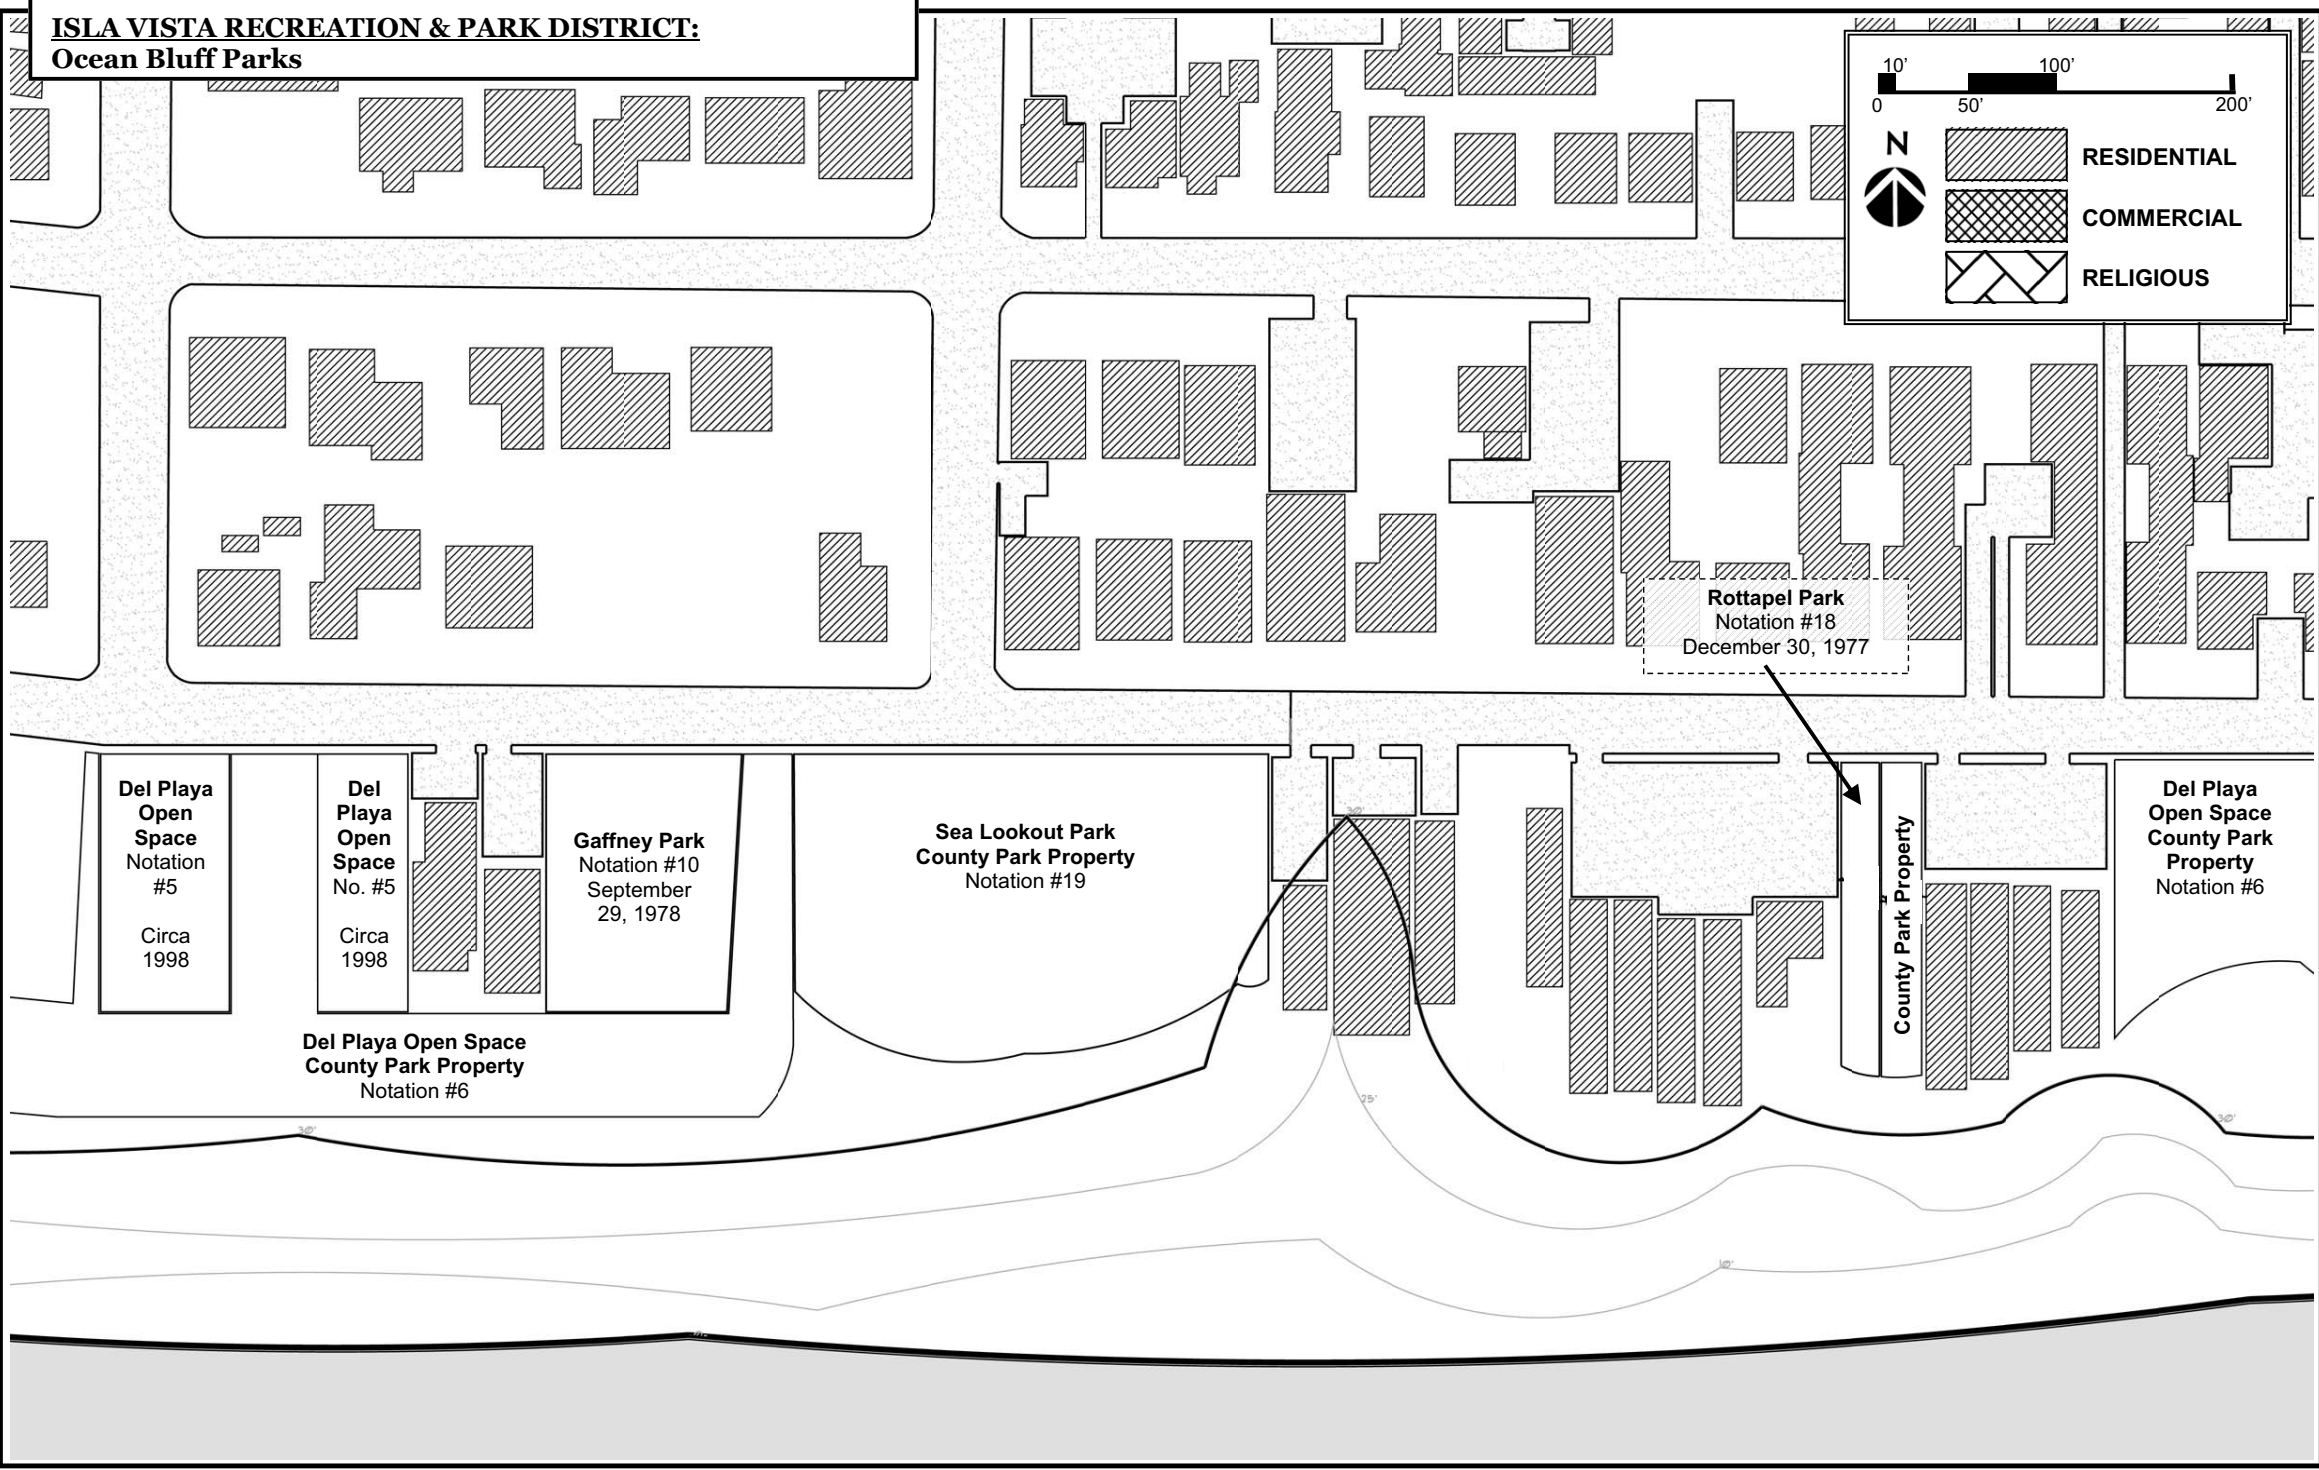 ISLA VISTA RECREATION & PARK DISTRICT:
Ocean Bluff Parks
10’
100’
0
50’
200’
N
RESIDENTIAL
COMMERCIAL
RELIGIOUS
Rottapel Park
Notation #18
December 30, 1977
Del Playa
Open
Space
Notation
#5
Circa
1998
Del
Playa
Open
Space
No. #5
Circa
1998
Gaffney Park
Notation #10
September
29, 1978
Sea Lookout Park
County Park Property
Notation #19
County Park Property
Del Playa
Open Space
County Park
Property
Notation #6
Del Playa Open Space
County Park Property
Notation #6
30'
30'
25'
30'
10'